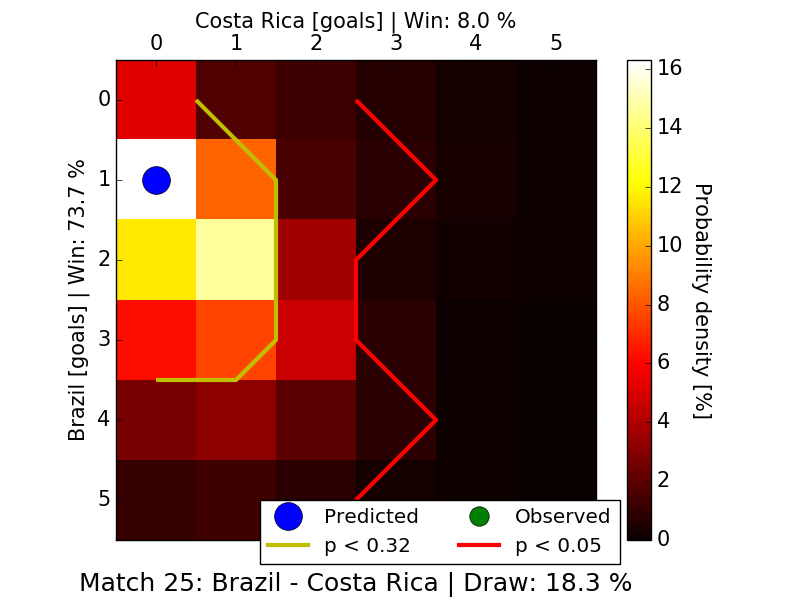 Costa Rica [goals] | Win: 8.0 %
0 1 2 3 4 5
Brazil [goals] | Win: 73.7 %
0
1
2
3
4
5
16
14
12
10
8
6
4
2
0
Probability density [%]
Predicted
Observed
p < 0.32
p < 0.05
Match 25: Brazil - Costa Rica | Draw: 18.3 %